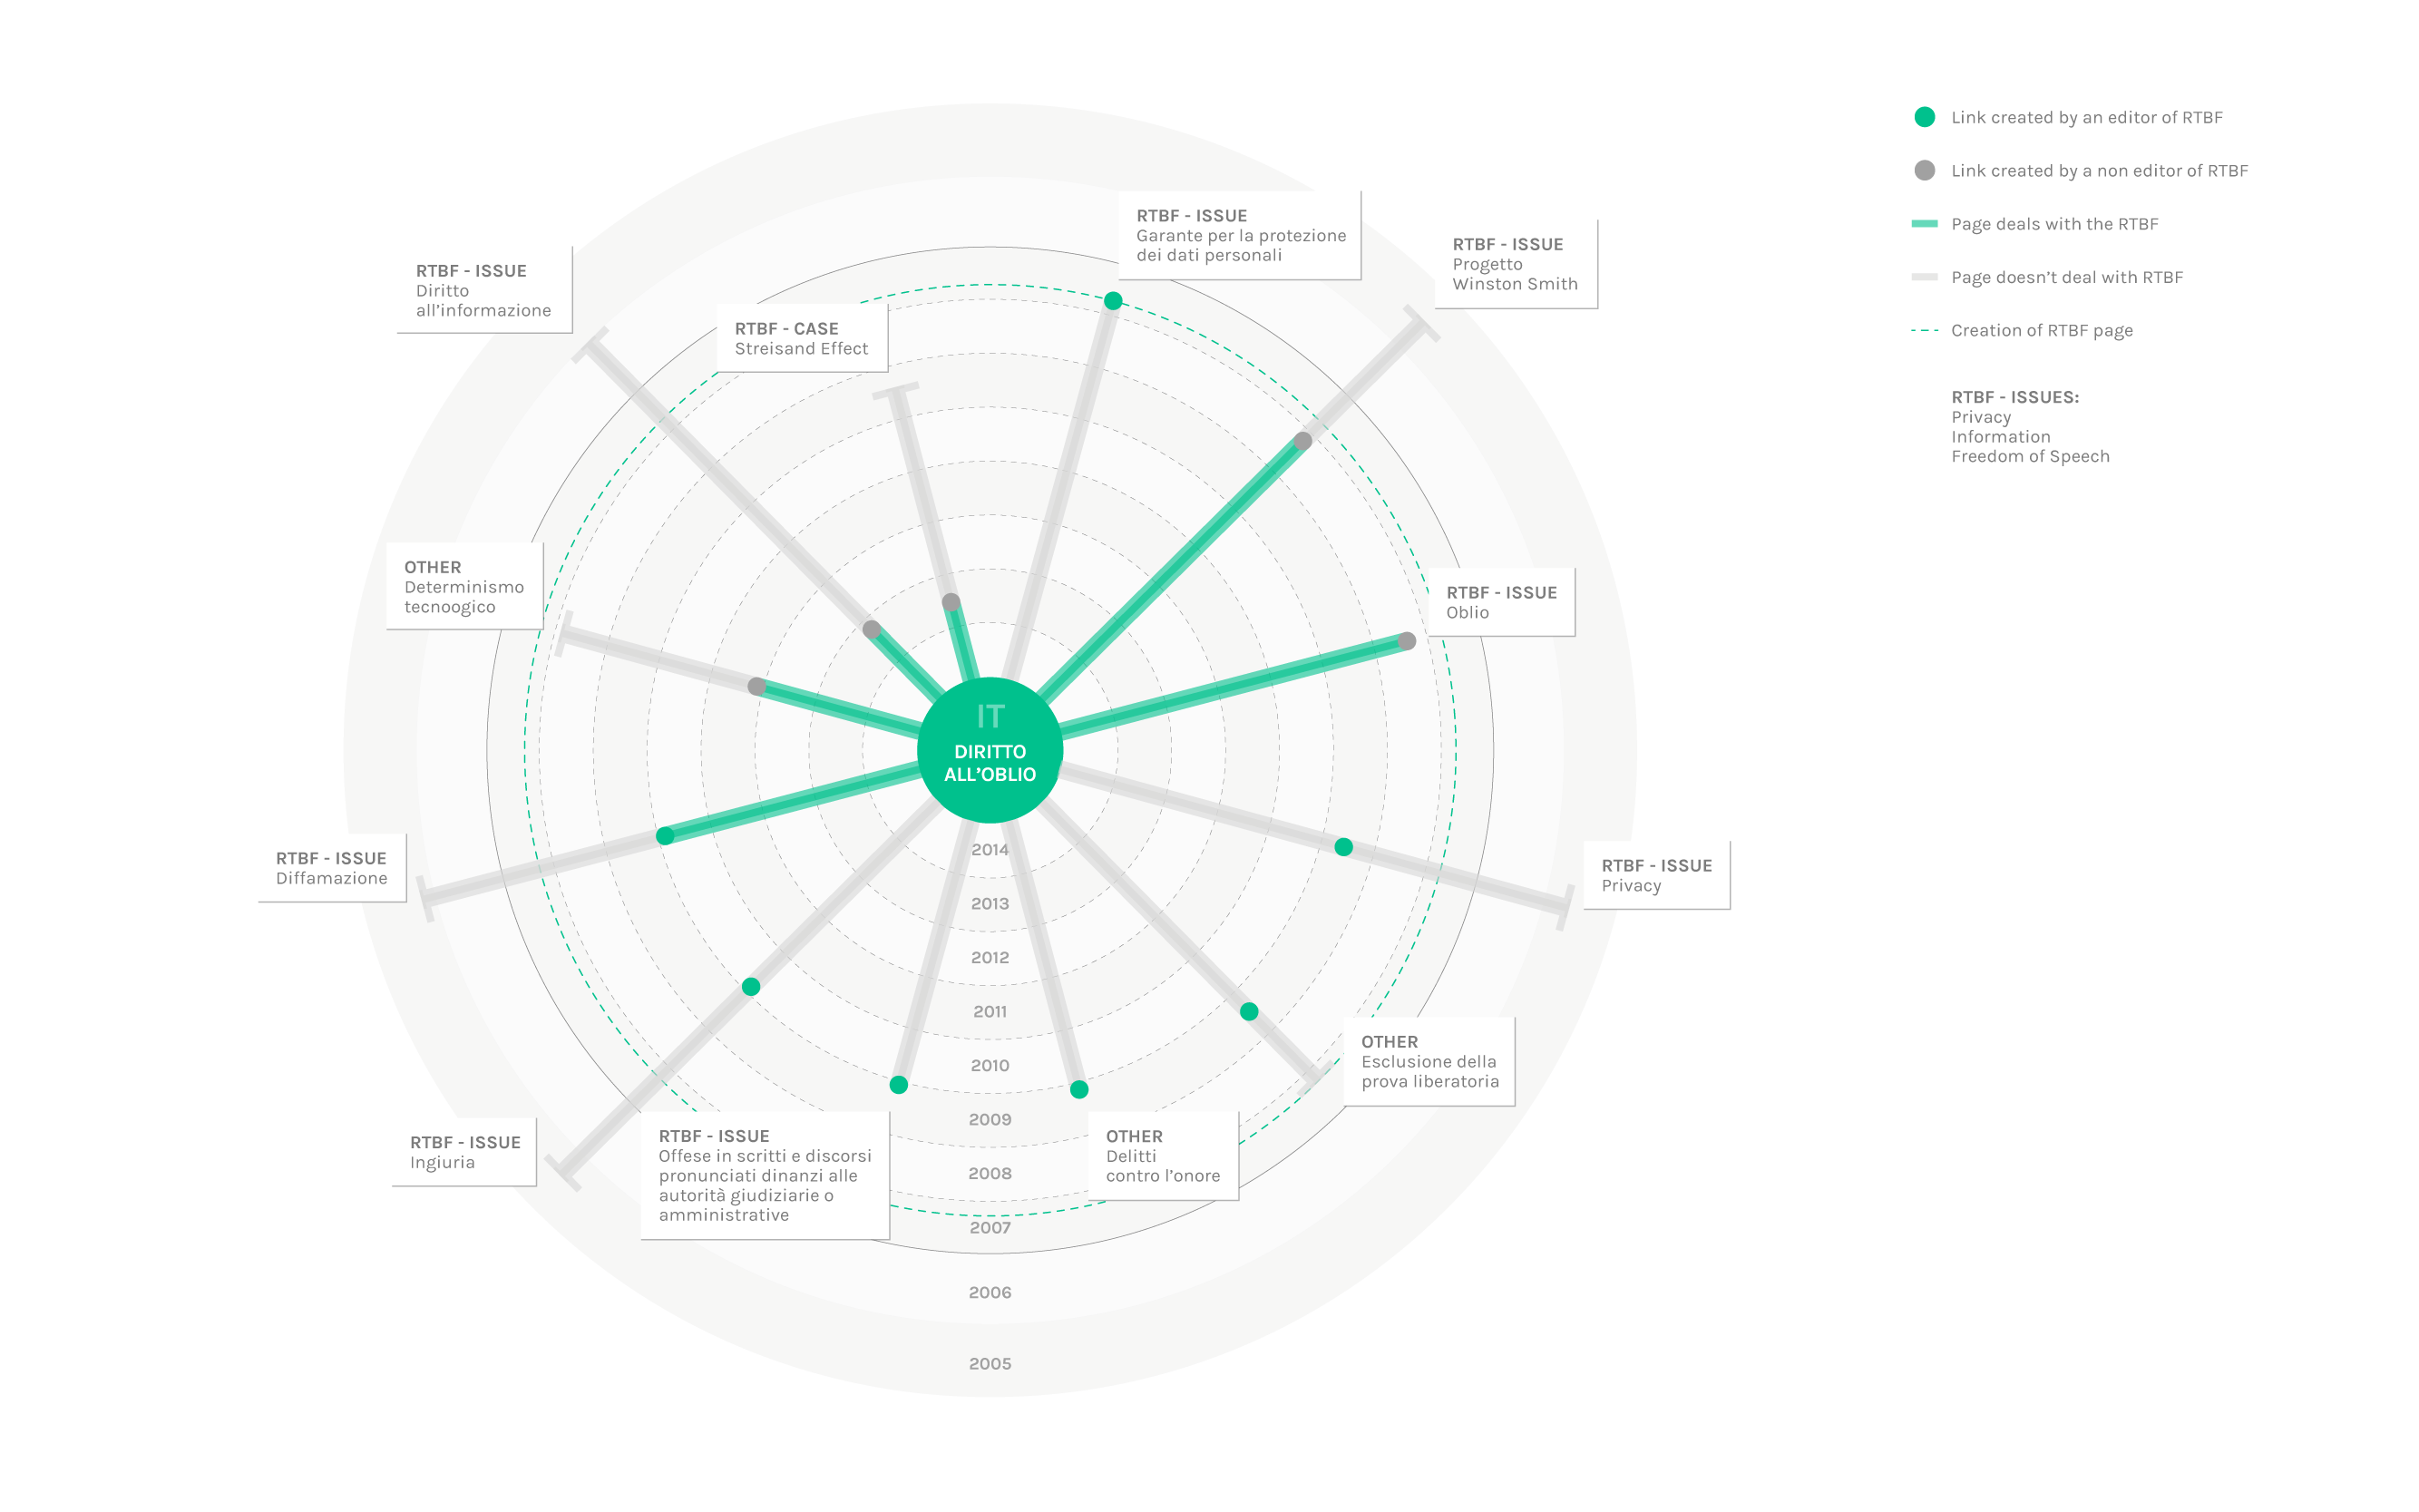 RTBF - ISSUE
Garante per la protezione
dei dati personali
RTBF - ISSUE
Progetto
Winston Smith
RTBF - ISSUE
Diritto
all'informazione
RTBF - CASE
Streisand Effect
OTHER
Determinismo
tecnoogico
RTBF - ISSUE
Oblio
IT
DIRITTO
ALL'OBLIO
RTBF - ISSUE
Diffamazione
RTBF - ISSUE
Privacy
OTHER
Esclusione della
prova liberatoria
RTBF - ISSUE
Ingiuria
RTBF - ISSUE
Offese in scritti e discorsi
pronunciati dinanzi alle
autorità giudiziarie o
amministrative
OTHER
Delitti
contro l'onore
2014
2013
2012
2011
2010
2009
2008
2007
2006
2005
Link created by an editor of RTBF
Link created by a non editor of RTBF
Page deals with the RTBF
Page doesn't deal with RTBF
Creation of RTBF page
RTBF - ISSUES:
Privacy
Information
Freedom of Speech